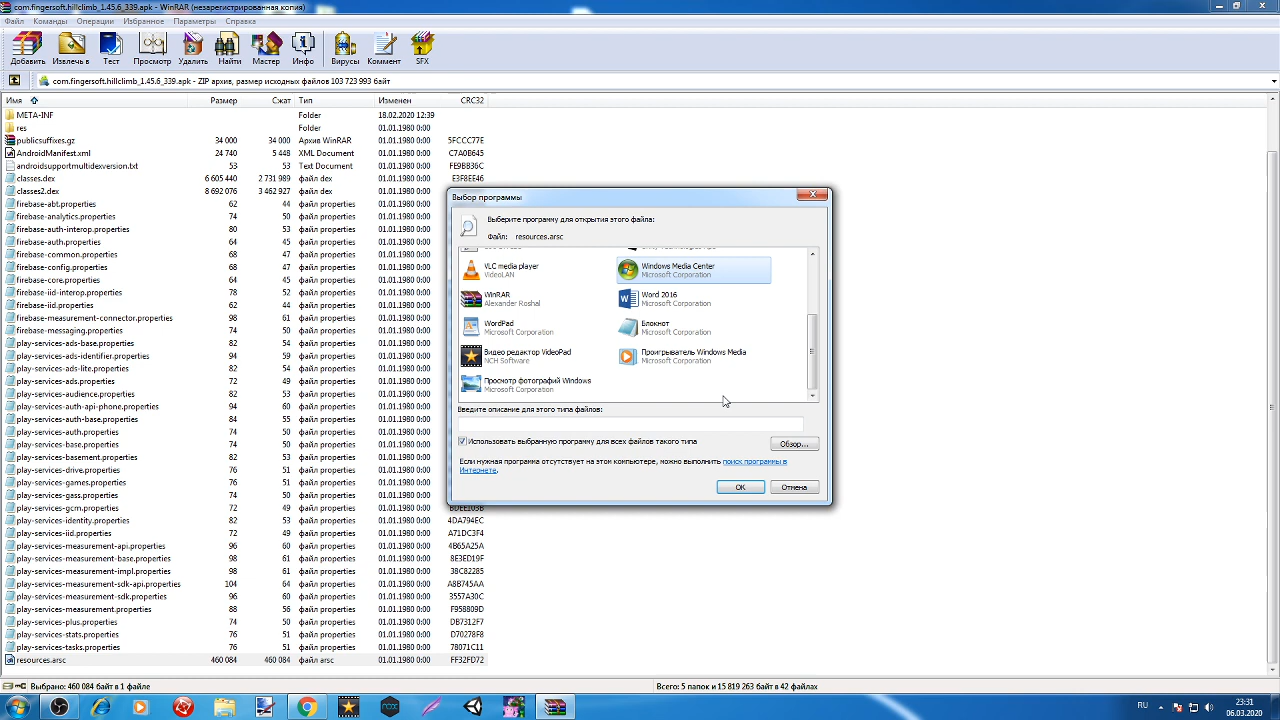 com.fingersoft.hillclimb_1.45.6_339.apk - WinRAR (незарегистрированная копия)
Файл Команды Операции Избранное Параметры Справка
Добавить Извлечь в Тест Просмотр Удалить Найти Мастер Инфо Вирусы Коммент SFX
com.fingersoft.hillclimb_1.45.6_339.apk - ZIP архив, размер исходных файлов 103 723 993 байт
Имя Размер Сжат Тип Изменен CRC32
META-INF Folder 18.02.2020 12:39
res Folder 01.01.1980 0:00
publicsuffixes.gz 34 000 34 000 Архив WinRAR 01.01.1980 0:00 5FCCC77E
AndroidManifest.xml 24 740 5 448 XML Document 01.01.1980 0:00 C7A0B645
androidsupportmultidexversion.txt 53 53 Text Document 01.01.1980 0:00 FE9BB36C
classes.dex 6 605 440 2 731 989 файл dex 01.01.1980 0:00 E3F8EE46
classes2.dex 8 692 076 3 462 927 файл dex 01.01.1980 0:00
firebase-abt.properties 62 44 файл properties 01.01.1980 0:00
firebase-analytics.properties 74 50 файл properties 01.01.1980 0:00
firebase-auth-interop.properties 80 53 файл properties 01.01.1980 0:00
firebase-auth.properties 64 45 файл properties 01.01.1980 0:00
firebase-common.properties 68 47 файл properties 01.01.1980 0:00
firebase-config.properties 68 47 файл properties 01.01.1980 0:00
firebase-core.properties 64 45 файл properties 01.01.1980 0:00
firebase-iid-interop.properties 78 52 файл properties 01.01.1980 0:00
firebase-iid.properties 62 44 файл properties 01.01.1980 0:00
firebase-measurement-connector.properties 98 61 файл properties 01.01.1980 0:00
firebase-messaging.properties 74 50 файл properties 01.01.1980 0:00
play-services-ads-base.properties 82 54 файл properties 01.01.1980 0:00
play-services-ads-identifier.properties 94 59 файл properties 01.01.1980 0:00
play-services-ads-lite.properties 82 54 файл properties 01.01.1980 0:00
play-services-ads.properties 72 49 файл properties 01.01.1980 0:00
play-services-audience.properties 82 53 файл properties 01.01.1980 0:00
play-services-auth-api-phone.properties 94 60 файл properties 01.01.1980 0:00
play-services-auth-base.properties 84 55 файл properties 01.01.1980 0:00
play-services-auth.properties 74 50 файл properties 01.01.1980 0:00
play-services-base.properties 74 50 файл properties 01.01.1980 0:00
play-services-basement.properties 82 53 файл properties 01.01.1980 0:00
play-services-drive.properties 76 51 файл properties 01.01.1980 0:00
play-services-games.properties 76 51 файл properties 01.01.1980 0:00
play-services-gass.properties 74 50 файл properties 01.01.1980 0:00
play-services-gcm.properties 72 49 файл properties 01.01.1980 0:00 BDEE103B
play-services-identity.properties 82 53 файл properties 01.01.1980 0:00 4DA794EC
play-services-iid.properties 72 49 файл properties 01.01.1980 0:00 A71DC3F4
play-services-measurement-api.properties 96 60 файл properties 01.01.1980 0:00 4B65A25A
play-services-measurement-base.properties 98 61 файл properties 01.01.1980 0:00 8E3ED19F
play-services-measurement-impl.properties 98 61 файл properties 01.01.1980 0:00 38C82285
play-services-measurement-sdk-api.properties 104 64 файл properties 01.01.1980 0:00 A8B745AA
play-services-measurement-sdk.properties 96 60 файл properties 01.01.1980 0:00 3557A30C
play-services-measurement.properties 88 56 файл properties 01.01.1980 0:00 F958809D
play-services-plus.properties 74 50 файл properties 01.01.1980 0:00 DB7312F7
play-services-stats.properties 76 51 файл properties 01.01.1980 0:00 D70278F8
play-services-tasks.properties 76 51 файл properties 01.01.1980 0:00 78071C11
resources.arsc 460 084 460 084 файл arsc 01.01.1980 0:00 FF32FD72
Выбор программы
Выберите программу для открытия этого файла:
Файл: resources.arsc
VLC media player Windows Media Center
VideoLAN Microsoft Corporation
WinRAR Word 2016
Alexander Roshal Microsoft Corporation
WordPad Блокнот
Microsoft Corporation Microsoft Corporation
Видео редактор VideoPad Проигрыватель Windows Media
NCH Software Microsoft Corporation
Просмотр фотографий Windows
Microsoft Corporation
Введите описание для этого типа файлов:
Использовать выбранную программу для всех файлов такого типа
Обзор...
Если нужная программа отсутствует на этом компьютере, можно выполнить поиск программы в
Интернете.
ОК Отмена
Выбрано: 460 084 байт в 1 файле Всего: 5 папок и 15 819 263 байт в 42 файлах
RU 23:31
06.03.2020